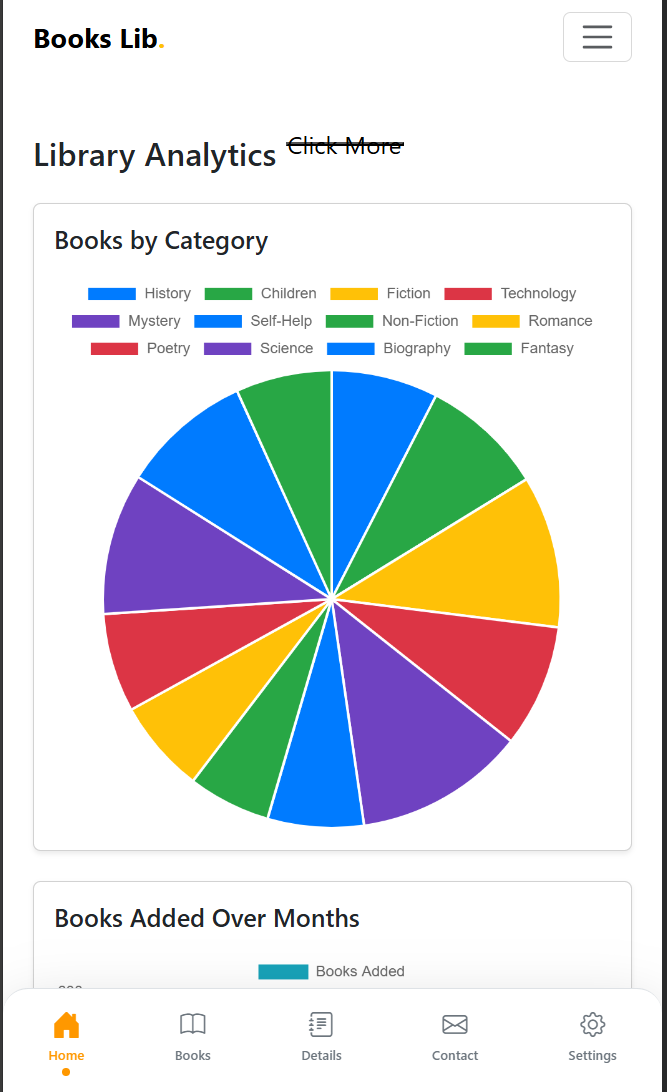 Books Lib.
Library Analytics Click More
Books by Category
History Children Fiction Technology
Mystery Self-Help Non-Fiction Romance
Poetry Science Biography Fantasy
Books Added Over Months
Books Added
Home Books Details Contact Settings